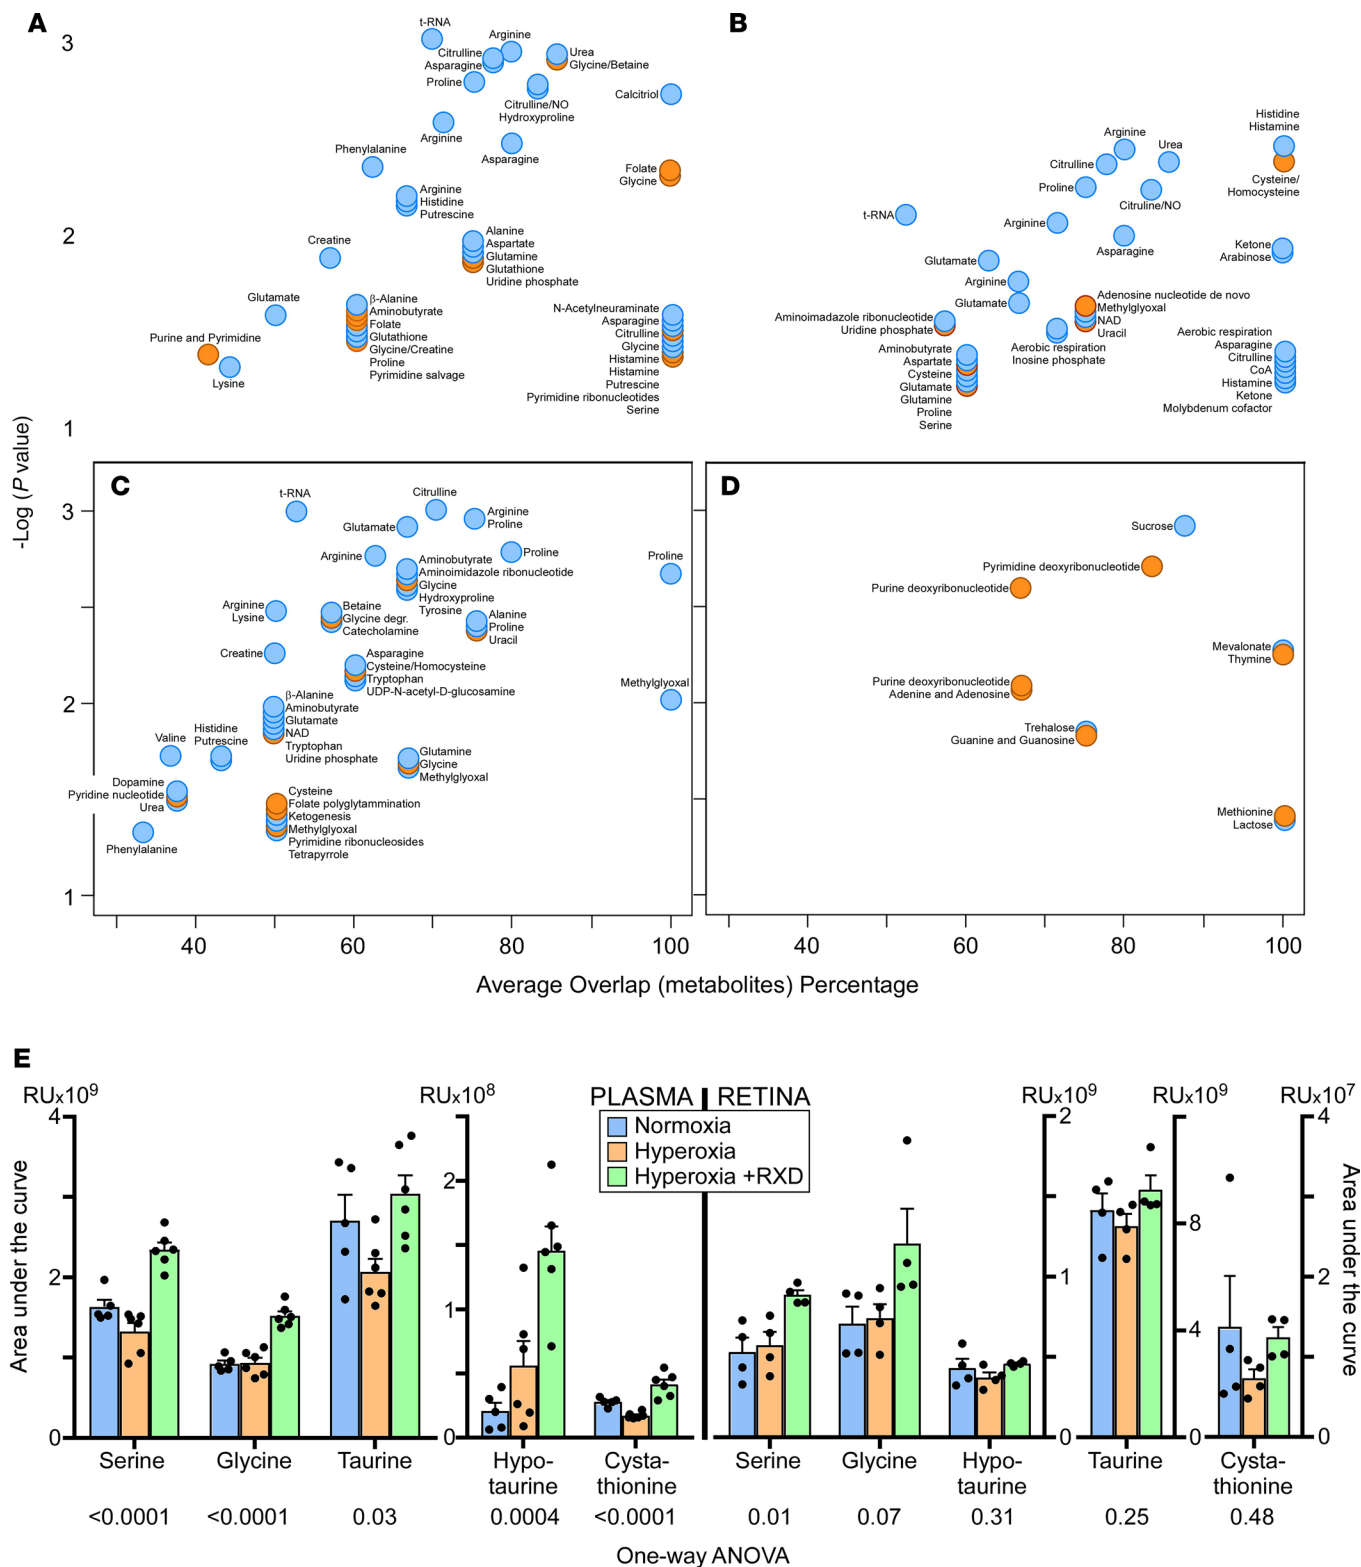 A
t-RNA
Arginine
Citrulline
Asparagine
Urea
Glycine/Betaine
Proline
Citrulline/NO
Hydroxyproline
Calcitriol
Arginine
Asparagine
Phenylalanine
Folate
Glycine
Arginine
Histidine
Putrescine
Alanine
Aspartate
Glutamine
Glutathione
Uridine phosphate
Creatine
Glutamate
β-Alanine
Aminobutyrate
Folate
Glutathione
Glycine/Creatine
Proline
Pyrimidine salvage
Purine and Pyrimidine
Lysine
N-Acetylneuraminate
Asparagine
Citrulline
Glycine
Histamine
Histamine
Putrescine
Pyrimidine ribonucleotides
Serine
3
2
1
B
Histidine
Histamine
Arginine
Urea
Citrulline
Cysteine/
Homocysteine
Proline
Citruline/NO
t-RNA
Arginine
Asparagine
Ketone
Arabinose
Glutamate
Arginine
Glutamate
Adenosine nucleotide de novo
Methylglyoxal
NAD
Uracil
Aminoimadazole ribonucleotide
Uridine phosphate
Aerobic respiration
Inosine phosphate
Aminobutyrate
Aspartate
Cysteine
Glutamate
Glutamine
Proline
Serine
Aerobic respiration
Asparagine
Citrulline
CoA
Histamine
Ketone
Molybdenum cofactor
-Log (P value)
C
t-RNA
Citrulline
Glutamate
Arginine
Proline
Arginine
Proline
Proline
Aminobutyrate
Aminoimidazole ribonucleotide
Glycine
Hydroxyproline
Tyrosine
Arginine
Lysine
Betaine
Glycine degr.
Catecholamine
Alanine
Proline
Uracil
Creatine
Asparagine
Cysteine/Homocysteine
Tryptophan
UDP-N-acetyl-D-glucosamine
Methylglyoxal
β-Alanine
Aminobutyrate
Glutamate
NAD
Tryptophan
Uridine phosphate
Valine
Histidine
Putrescine
Glutamine
Glycine
Methylglyoxal
Dopamine
Pyridine nucleotide
Urea
Cysteine
Folate polyglytammination
Ketogenesis
Methylglyoxal
Pyrimidine ribonucleosides
Tetrapyrrole
Phenylalanine
3
2
1
40 60 80 100
D
Sucrose
Pyrimidine deoxyribonucleotide
Purine deoxyribonucleotide
Mevalonate
Thymine
Purine deoxyribonucleotide
Adenine and Adenosine
Trehalose
Guanine and Guanosine
Methionine
Lactose
40 60 80 100
Average Overlap (metabolites) Percentage
E
RUx10⁹
RUx10⁸
PLASMA
RETINA
RUx10⁹
RUx10⁹
RUx10⁷
Normoxia
Hyperoxia
Hyperoxia +RXD
Area under the curve
4
2
0
2
1
0
2
1
0
8
4
0
4
2
0
Area under the curve
Serine Glycine Taurine Hypo-
taurine Cysta-
thionine Serine Glycine Hypo-
taurine Taurine Cysta-
thionine
<0.0001 <0.0001 0.03 0.0004 <0.0001 0.01 0.07 0.31 0.25 0.48
One-way ANOVA